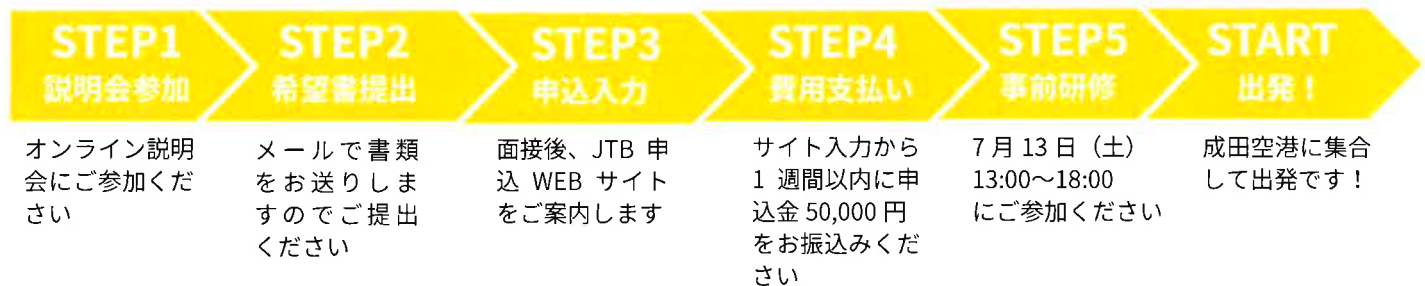 STEP1
説明会参加
オンライン説明
会にご参加くだ
さい
STEP2
希望書提出
メールで書類
をお送りしま
すのでご提出
ください
STEP3
申込入力
面接後、JTB 申
込 WEB サイト
をご案内します
STEP4
費用支払い
サイト入力から
1 週間以内に申
込金 50,000 円
をお振込みくだ
さい
STEP5
事前研修
7 月 13 日（土）
13:00～18:00
にご参加ください
START
出発！
成田空港に集合
して出発です！